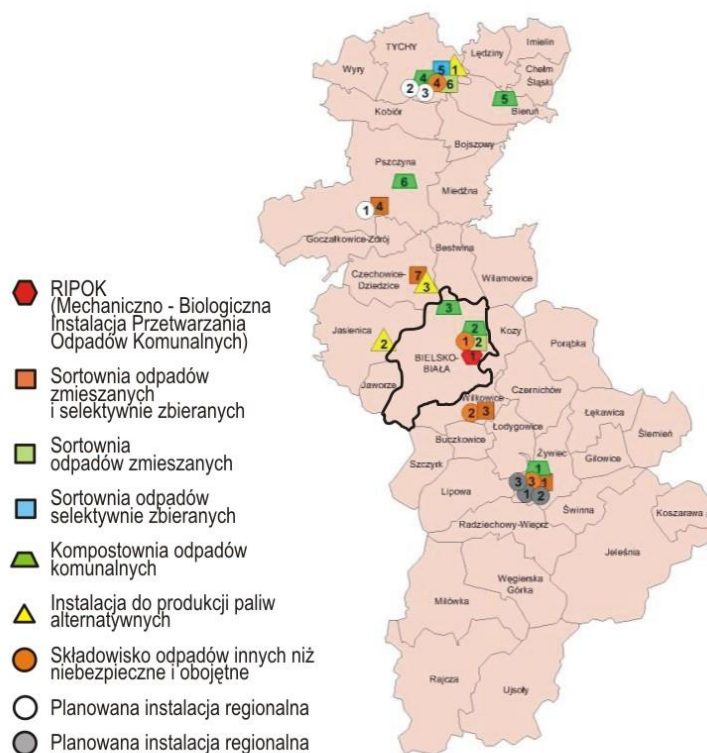 TYCHY
Lędziny
Imielin
Wyry
Chełm
Śląski
5
1
4
4
6
2
3
5
Bieruń
Kobiór
Bojszowy
Pszczyna
6
Miedźna
1
4
Goczałkowice-Zdrój
Bestwina
Czechowice-
Dziedzice
7
3
Wilamowice
3
Jasienica
2
2
1
2
Kozy
1
Porąbka
BIELSKO-
BIAŁA
Jaworze
Czernichów
Wilkowice
2
3
Łękawica
Ślemień
Łodygowice
Buczkowice
Żywiec
Gilowice
Szczyrk
1
3
3
1
1
2
Lipowa
Świnna
Koszarawa
Radziechowy-Wieprz
Jeleśnia
Węgierska
Górka
Milówka
Rajcza
Ujsoły
RIPOK
(Mechaniczno - Biologiczna
Instalacja Przetwarzania
Odpadów Komunalnych)
Sortownia odpadów
zmieszanych
i selektywnie zbieranych
Sortownia
odpadów zmieszanych
Sortownia odpadów
selektywnie zbieranych
Kompostownia odpadów
komunalnych
Instalacja do produkcji paliw
alternatywnych
Składowisko odpadów innych niż
niebezpieczne i obojętne
Planowana instalacja regionalna
Planowana instalacja regionalna